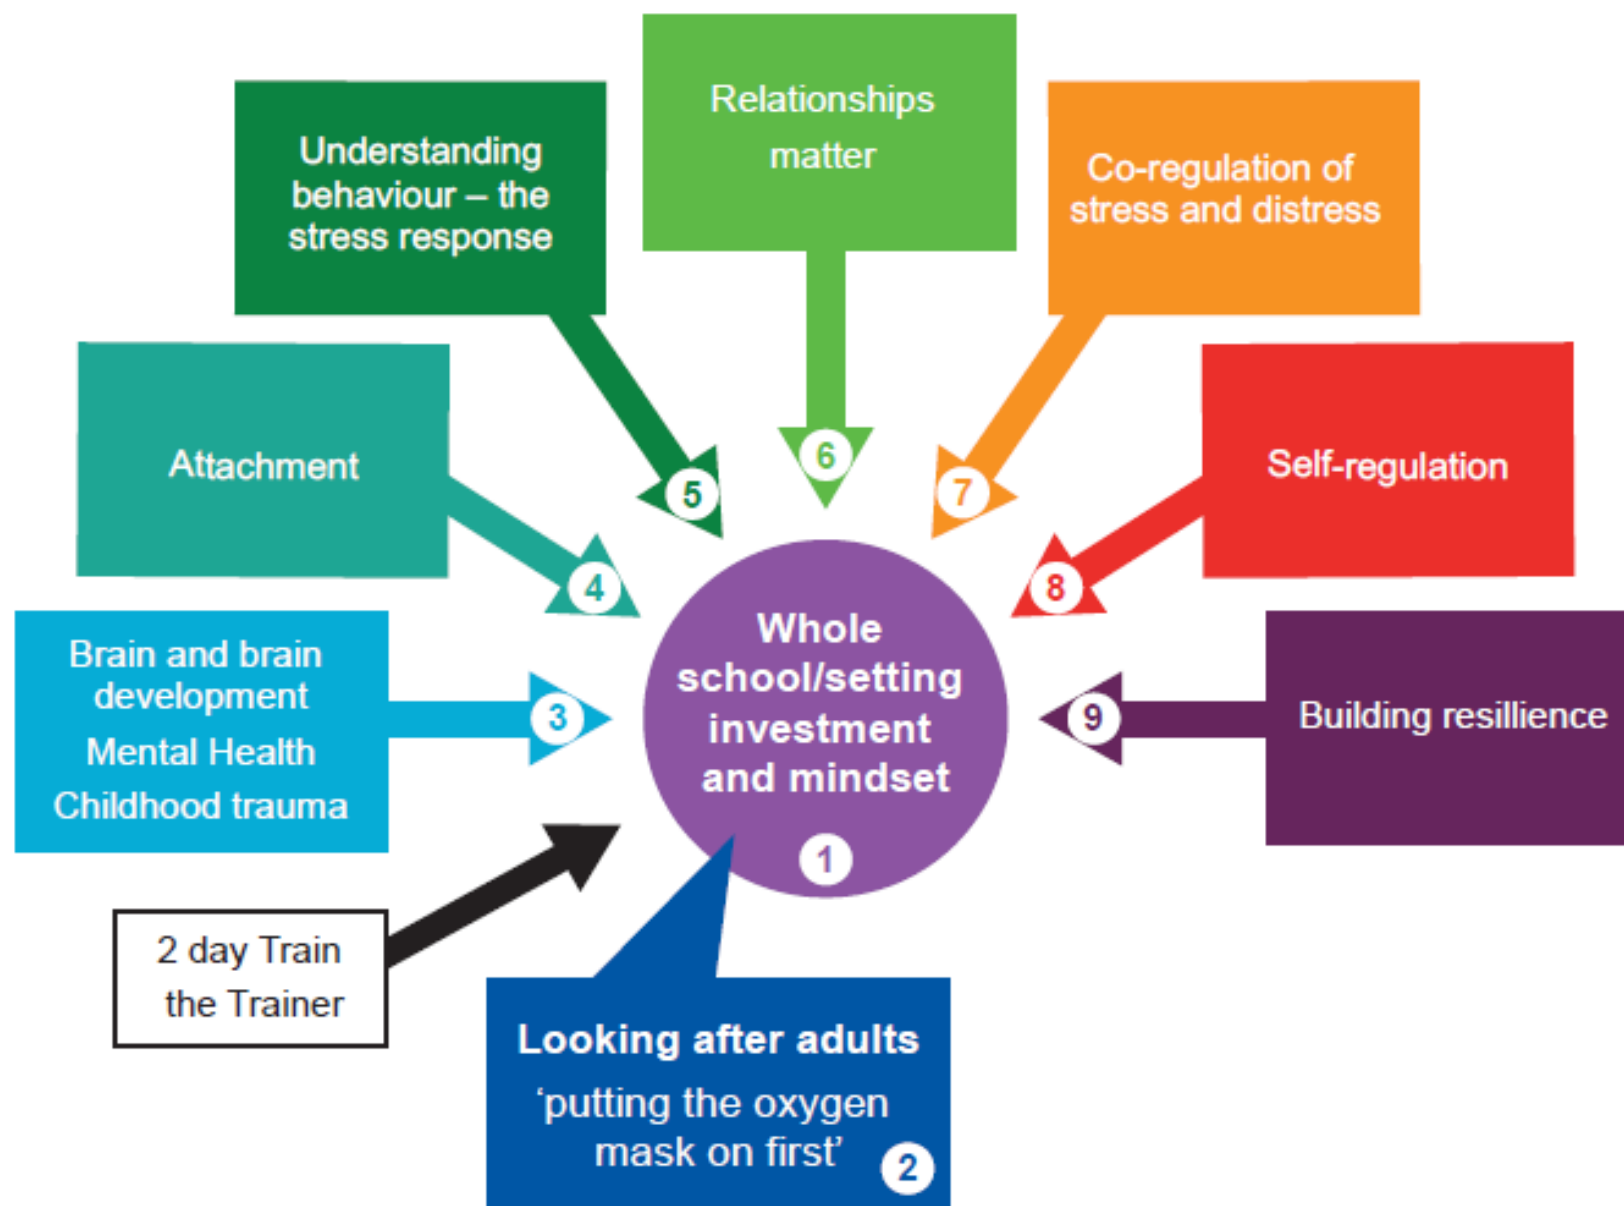 Relationships
matter
6
Understanding
behaviour – the
stress response
5
Co-regulation of
stress and distress
7
Attachment
4
Self-regulation
8
Brain and brain
development
Mental Health
Childhood trauma
3
Whole
school/setting
investment
and mindset
1
Building resillience
9
2 day Train
the Trainer
Looking after adults
‘putting the oxygen
mask on first’
2